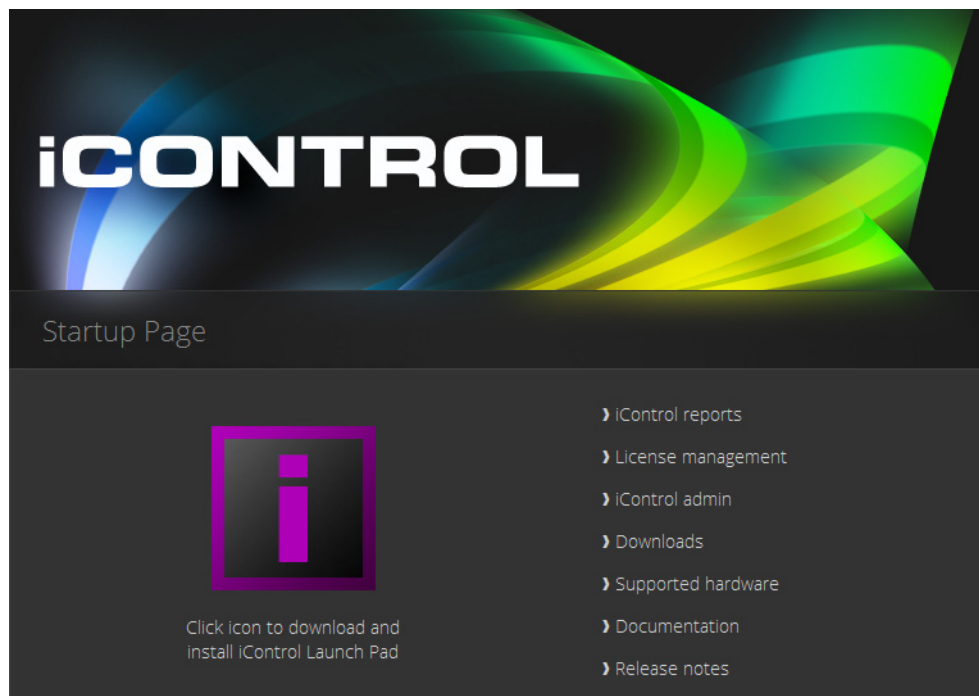 iCONTROL
Startup Page
i
Click icon to download and
install iControl Launch Pad
iControl reports
License management
iControl admin
Downloads
Supported hardware
Documentation
Release notes